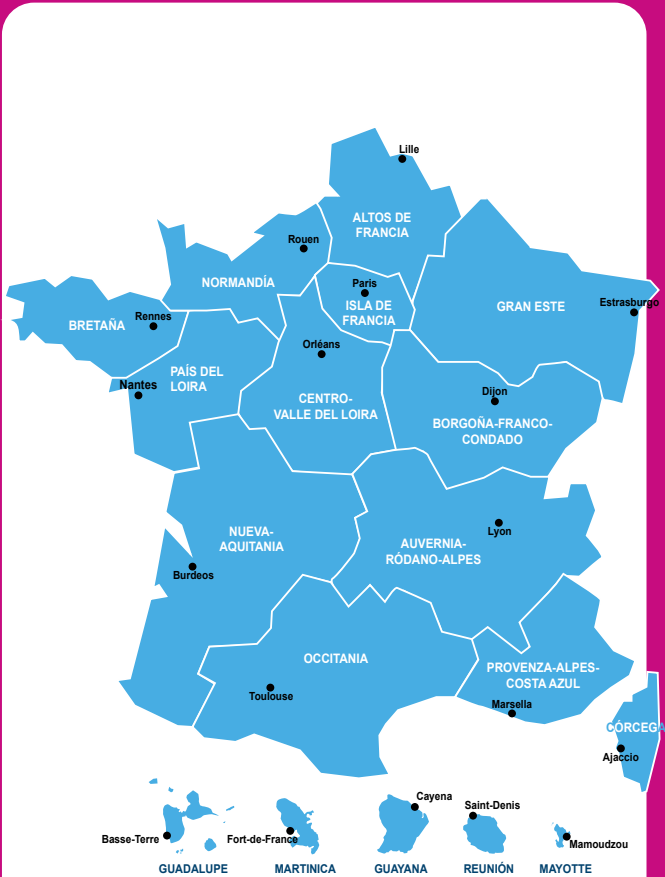 Lille
ALTOS DE
FRANCIA
Rouen
NORMANDÍA
Paris
ISLA DE
FRANCIA
GRAN ESTE
Estrasburgo
BRETAÑA
Rennes
Orléans
PAÍS DEL
LOIRA
Nantes
CENTRO-
VALLE DEL LOIRA
Dijon
BORGOÑA-FRANCO-
CONDADO
NUEVA-
AQUITANIA
Burdeos
Lyon
AUVERNIA-
RÓDANO-ALPES
OCCITANIA
Toulouse
PROVENZA-ALPES-
COSTA AZUL
Marsella
CÓRCEGA
Ajaccio
Basse-Terre
GUADALUPE
Fort-de-France
MARTINICA
Cayena
GUAYANA
Saint-Denis
REUNIÓN
Mamoudzou
MAYOTTE